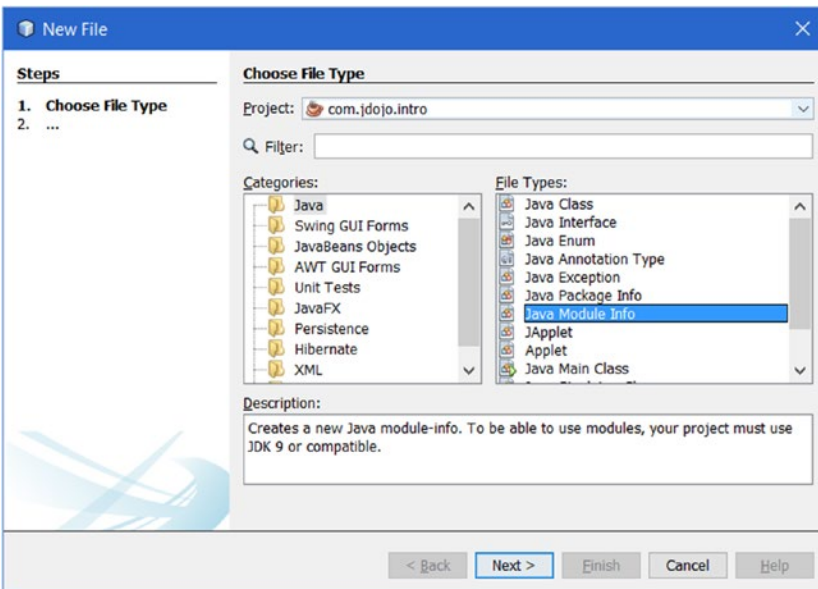 New File
Steps
1. Choose File Type
2. ...
Choose File Type
Project: com.jdojo.intro
Filter:
Categories:
Java
Swing GUI Forms
JavaBeans Objects
AWT GUI Forms
Unit Tests
JavaFX
Persistence
Hibernate
XML
File Types:
Java Class
Java Interface
Java Enum
Java Annotation Type
Java Exception
Java Package Info
Java Module Info
JApplet
Applet
Java Main Class
Description:
Creates a new Java module-info. To be able to use modules, your project must use
JDK 9 or compatible.
< Back
Next >
Finish
Cancel
Help